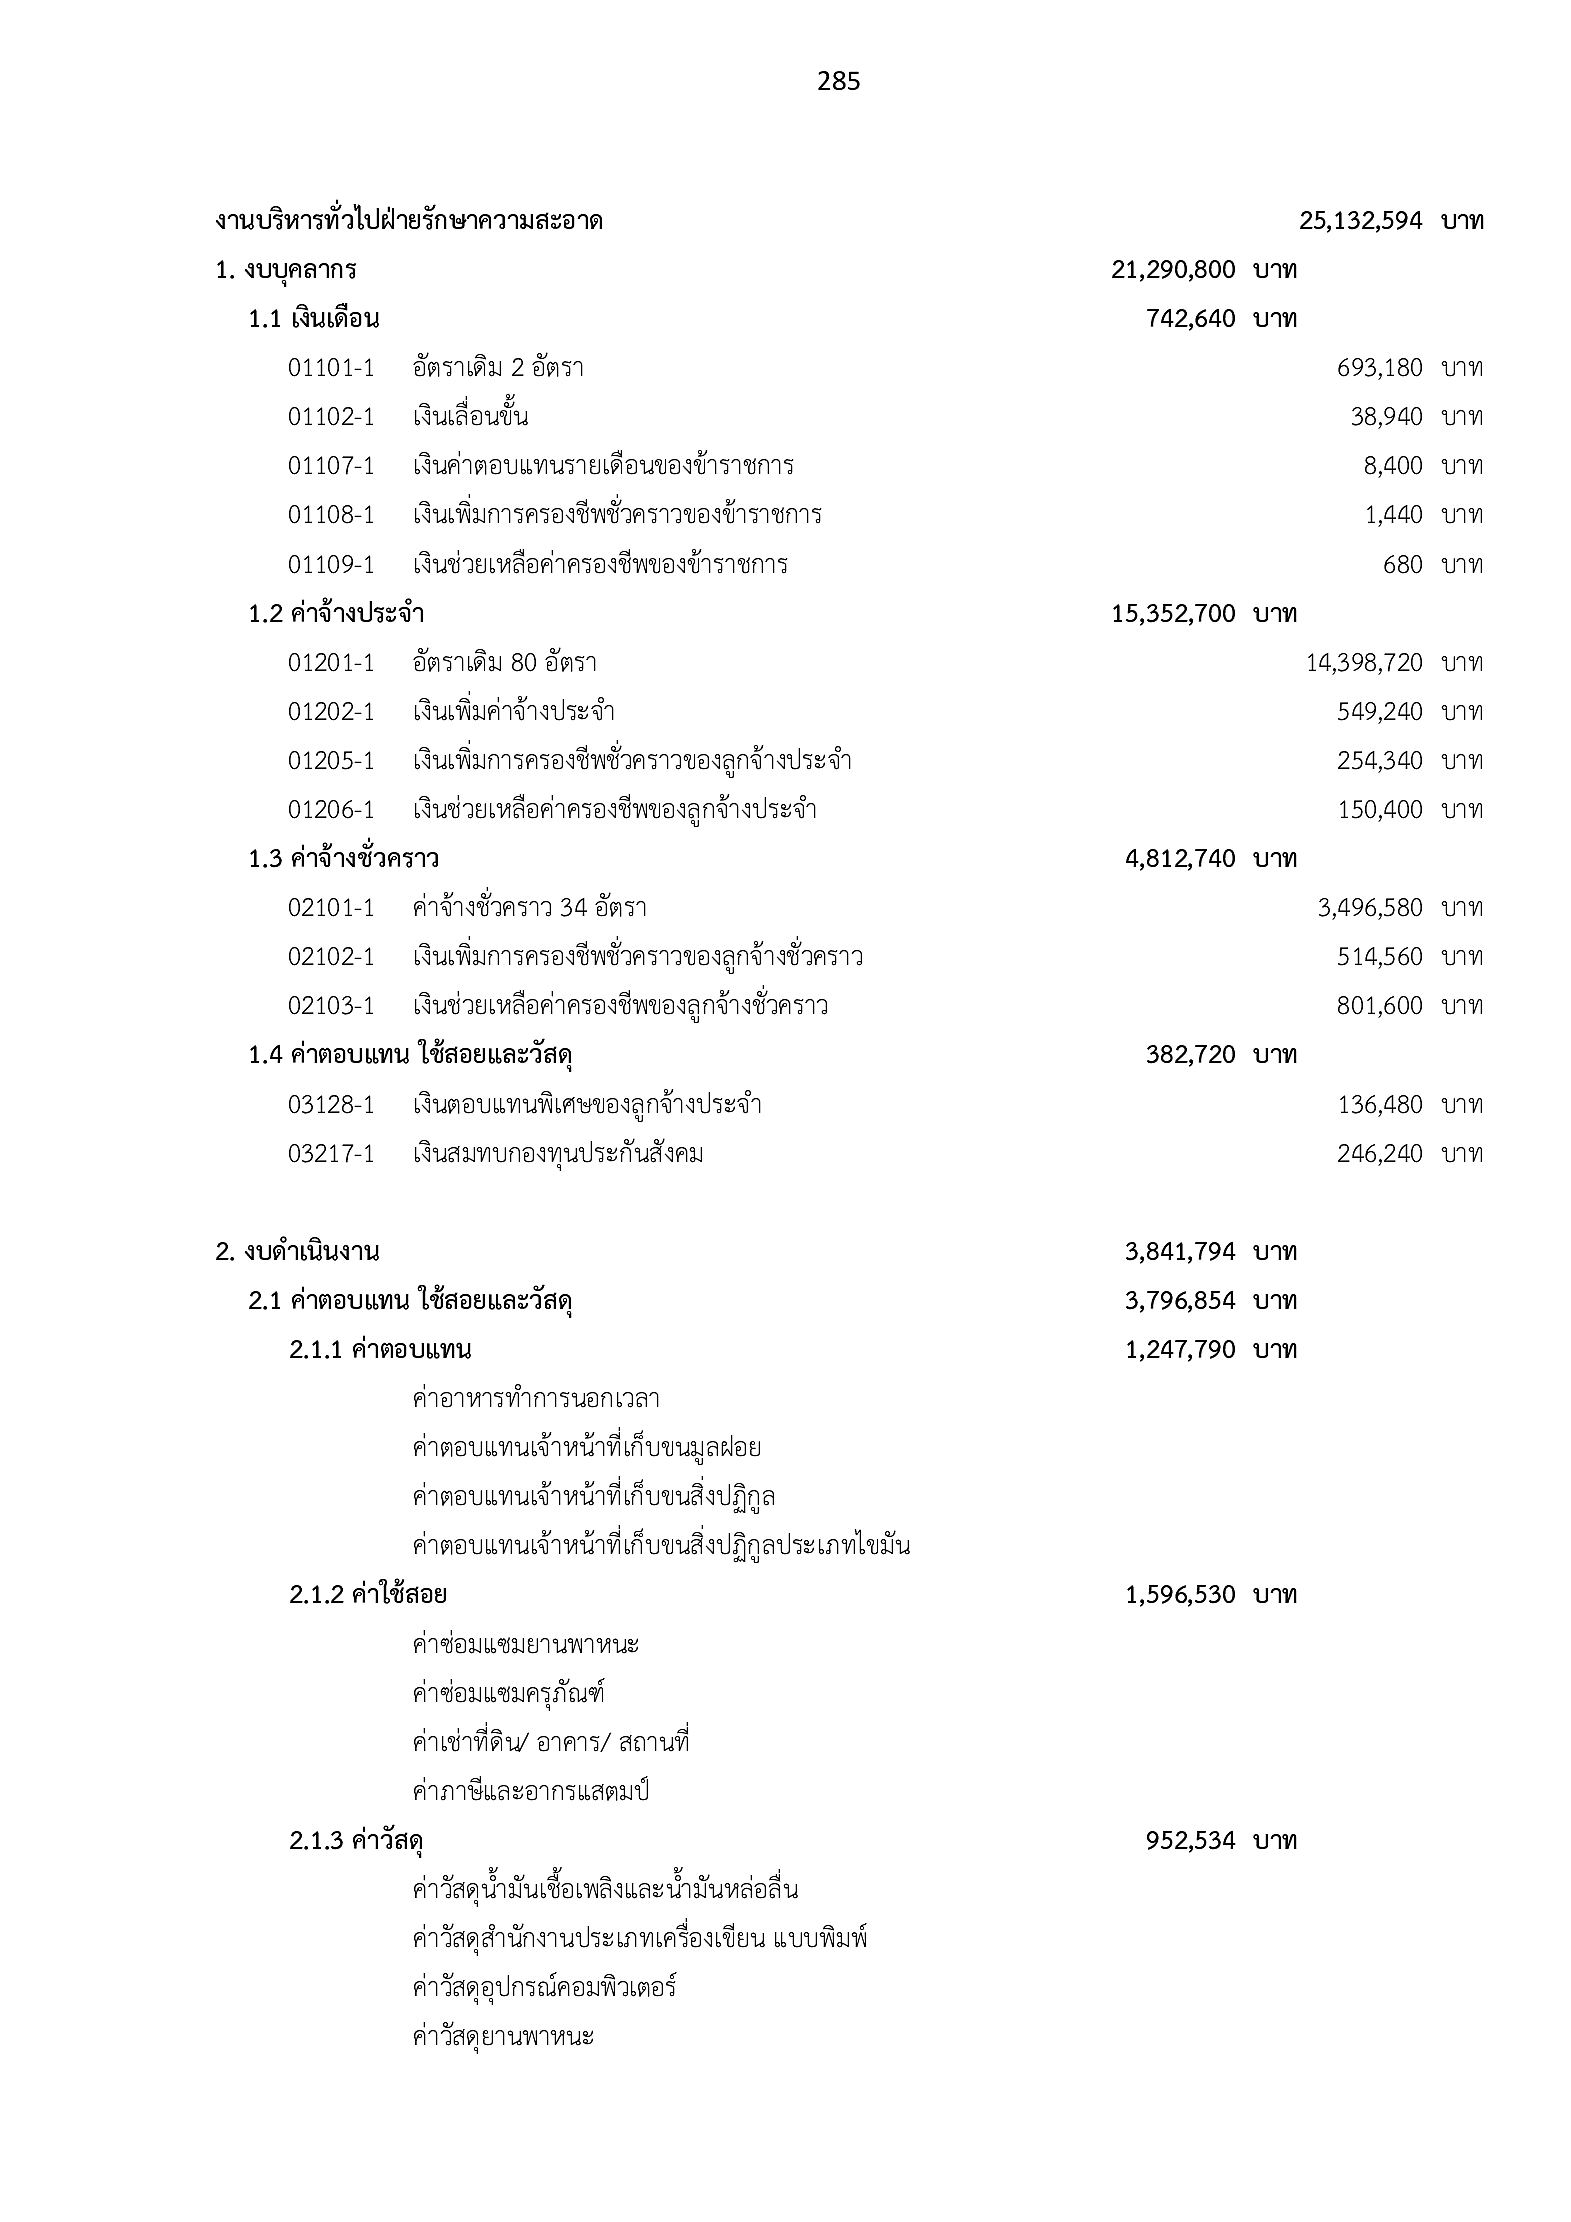 285
งานบริหารทั่วไปฝ่ายรักษาความสะอาด 25,132,594 บาท
1. งบบุคลากร 21,290,800 บาท
1.1 เงินเดือน 742,640 บาท
01101-1 อัตราเดิม 2 อัตรา 693,180 บาท
01102-1 เงินเลื่อนขั้น 38,940 บาท
01107-1 เงินค่าตอบแทนรายเดือนของข้าราชการ 8,400 บาท
01108-1 เงินเพิ่มการครองชีพชั่วคราวของข้าราชการ 1,440 บาท
01109-1 เงินช่วยเหลือค่าครองชีพของข้าราชการ 680 บาท
1.2 ค่าจ้างประจำ 15,352,700 บาท
01201-1 อัตราเดิม 80 อัตรา 14,398,720 บาท
01202-1 เงินเพิ่มค่าจ้างประจำ 549,240 บาท
01205-1 เงินเพิ่มการครองชีพชั่วคราวของลูกจ้างประจำ 254,340 บาท
01206-1 เงินช่วยเหลือค่าครองชีพของลูกจ้างประจำ 150,400 บาท
1.3 ค่าจ้างชั่วคราว 4,812,740 บาท
02101-1 ค่าจ้างชั่วคราว 34 อัตรา 3,496,580 บาท
02102-1 เงินเพิ่มการครองชีพชั่วคราวของลูกจ้างชั่วคราว 514,560 บาท
02103-1 เงินช่วยเหลือค่าครองชีพของลูกจ้างชั่วคราว 801,600 บาท
1.4 ค่าตอบแทน ใช้สอยและวัสดุ 382,720 บาท
03128-1 เงินตอบแทนพิเศษของลูกจ้างประจำ 136,480 บาท
03217-1 เงินสมทบกองทุนประกันสังคม 246,240 บาท
2. งบดำเนินงาน 3,841,794 บาท
2.1 ค่าตอบแทน ใช้สอยและวัสดุ 3,796,854 บาท
2.1.1 ค่าตอบแทน 1,247,790 บาท
ค่าอาหารทำการนอกเวลา
ค่าตอบแทนเจ้าหน้าที่เก็บขนมูลฝอย
ค่าตอบแทนเจ้าหน้าที่เก็บขนสิ่งปฏิกูล
ค่าตอบแทนเจ้าหน้าที่เก็บขนสิ่งปฏิกูลประเภทไขมัน
2.1.2 ค่าใช้สอย 1,596,530 บาท
ค่าซ่อมแซมยานพาหนะ
ค่าซ่อมแซมครุภัณฑ์
ค่าเช่าที่ดิน/ อาคาร/ สถานที่
ค่าภาษีและอากรแสตมป์
2.1.3 ค่าวัสดุ 952,534 บาท
ค่าวัสดุน้ำมันเชื้อเพลิงและน้ำมันหล่อลื่น
ค่าวัสดุสำนักงานประเภทเครื่องเขียน แบบพิมพ์
ค่าวัสดุอุปกรณ์คอมพิวเตอร์
ค่าวัสดุยานพาหนะ